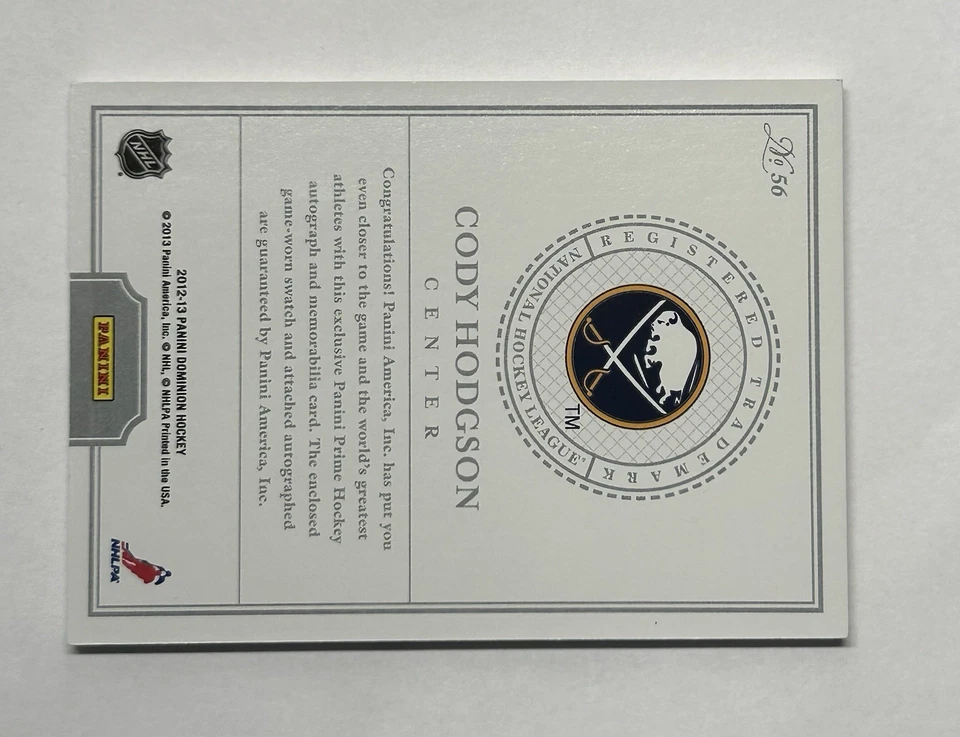 No. 56
REGISTERED TRADEMARK
NATIONAL HOCKEY LEAGUE™
TM
CODY HODGSON
CENTER
Congratulations! Panini America, Inc. has put you
even closer to the game and the world's greatest
athletes with this exclusive Panini Prime Hockey
autograph and memorabilia card. The enclosed
game-worn swatch and attached autographed
are guaranteed by Panini America, Inc.
2012-13 PANINI DOMINION HOCKEY
© 2013 Panini America, Inc. © NHL, © NHLPA Printed in the USA.
NHL
®
PANINI
NHLPA